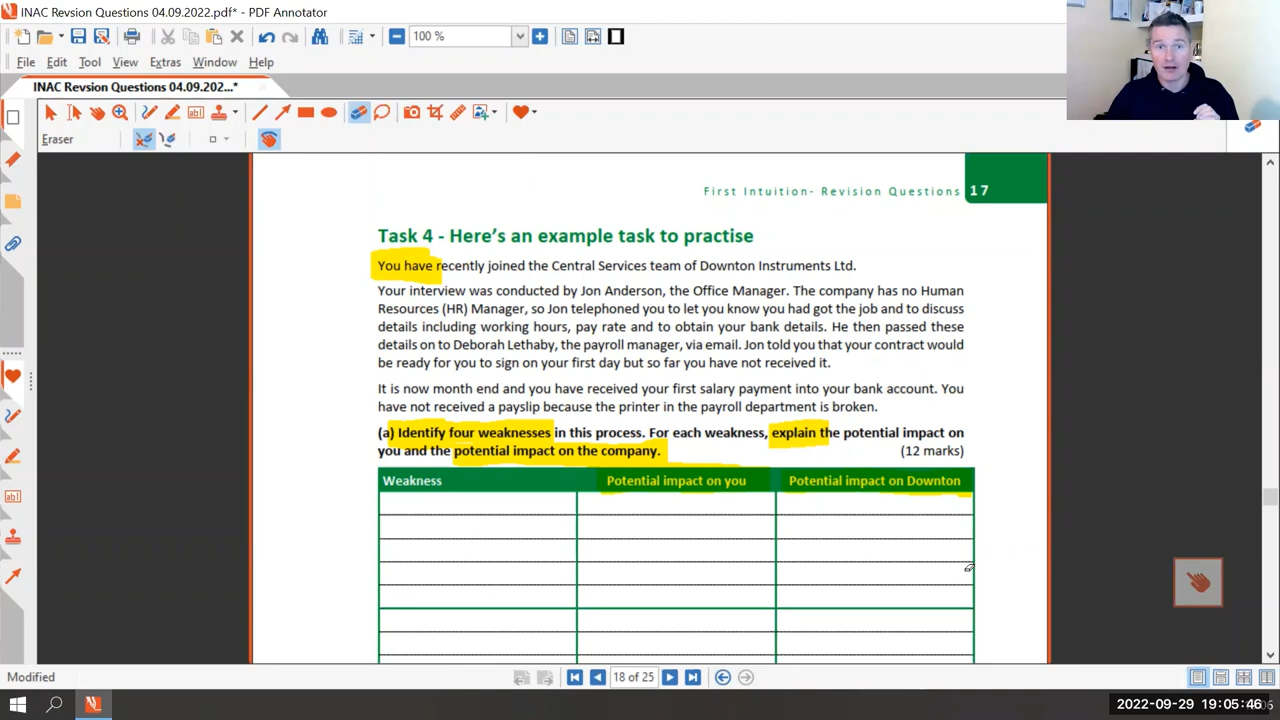 INAC Revision Questions 04.09.2022.pdf* - PDF Annotator
100 %
File Edit Tool View Extras Window Help
INAC Revsion Questions 04.09.202...*
Eraser
First Intuition- Revision Questions 17
Task 4 - Here's an example task to practise
You have recently joined the Central Services team of Downton Instruments Ltd.
Your interview was conducted by Jon Anderson, the Office Manager. The company has no Human
Resources (HR) Manager, so Jon telephoned you to let you know you had got the job and to discuss
details including working hours, pay rate and to obtain your bank details. He then passed these
details on to Deborah Lethaby, the payroll manager, via email. Jon told you that your contract would
be ready for you to sign on your first day but so far you have not received it.
It is now month end and you have received your first salary payment into your bank account. You
have not received a payslip because the printer in the payroll department is broken.
(a) Identify four weaknesses in this process. For each weakness, explain the potential impact on
you and the potential impact on the company. (12 marks)
Weakness Potential impact on you Potential impact on Downton
Modified
18 of 25
2022-09-29 19:05:46